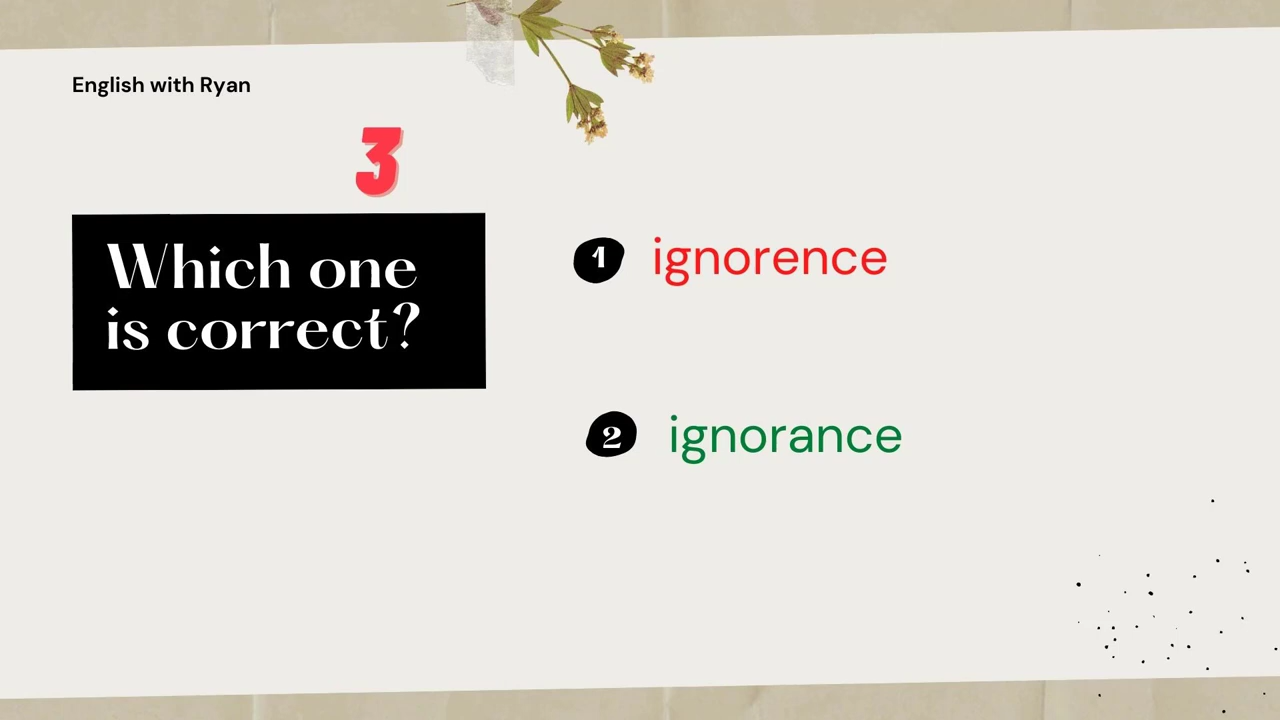 English with Ryan
3
Which one
is correct?
1 ignorence
2 ignorance